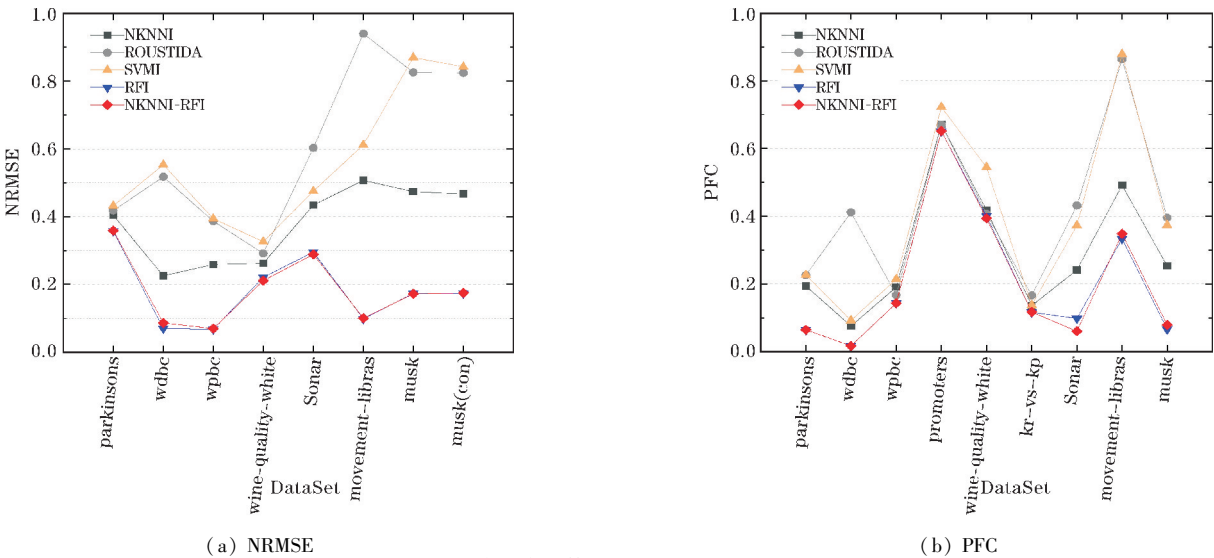 1.0
0.8
0.6
0.4
0.2
0.0
NRMSE
NKNNI
ROUSTIDA
SVMI
RFI
NKNNI-RFI
parkinsons
wdbc
wpbc
wine-quality-white
Sonar
movement-libras
musk
musk(con)
DataSet
(a) NRMSE
1.0
0.8
0.6
0.4
0.2
0.0
PFC
NKNNI
ROUSTIDA
SVMI
RFI
NKNNI-RFI
parkinsons
wdbc
wpbc
promoters
wine-quality-white
kr-vs-kp
Sonar
movement-libras
musk
DataSet
(b) PFC